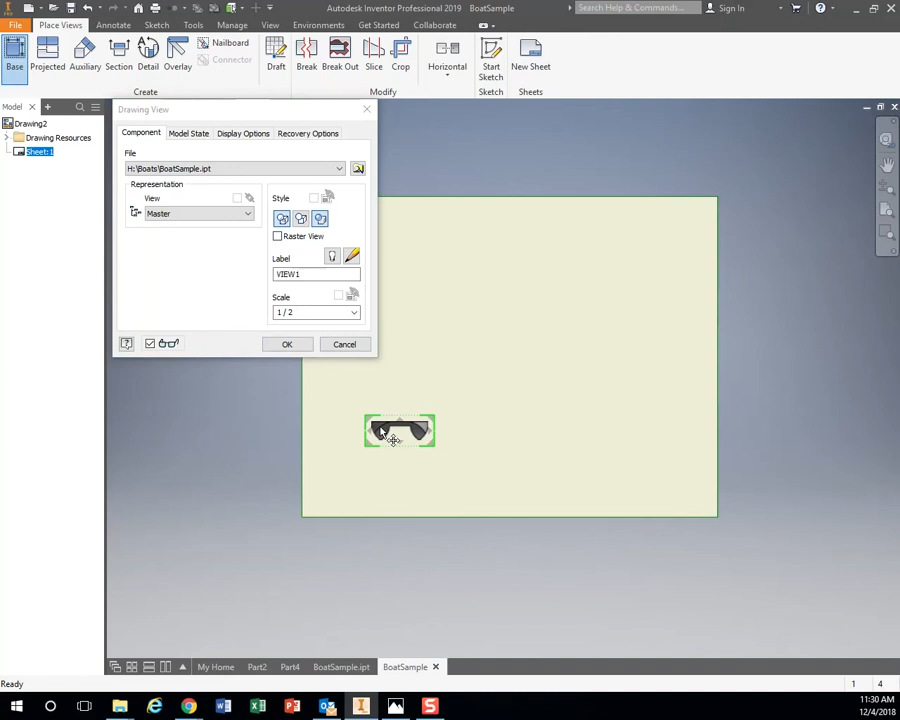 PRO
Autodesk Inventor Professional 2019   BoatSample
Search Help & Commands...
Sign In
File
Place Views
Annotate
Sketch
Tools
Manage
View
Environments
Get Started
Collaborate
Base
Projected
Auxiliary
Section
Detail
Overlay
Nailboard
Connector
Draft
Break
Break Out
Slice
Crop
Horizontal
Start
Sketch
New Sheet
Create
Modify
Sketch
Sheets
Model
Drawing2
Drawing Resources
Sheet:1
Drawing View
Component
Model State
Display Options
Recovery Options
File
H:\Boats\BoatSample.ipt
Representation
View
Master
Style
Raster View
Label
VIEW1
Scale
1 / 2
OK
Cancel
My Home
Part2
Part4
BoatSample.ipt
BoatSample
Ready
1
4
11:30 AM
12/4/2018